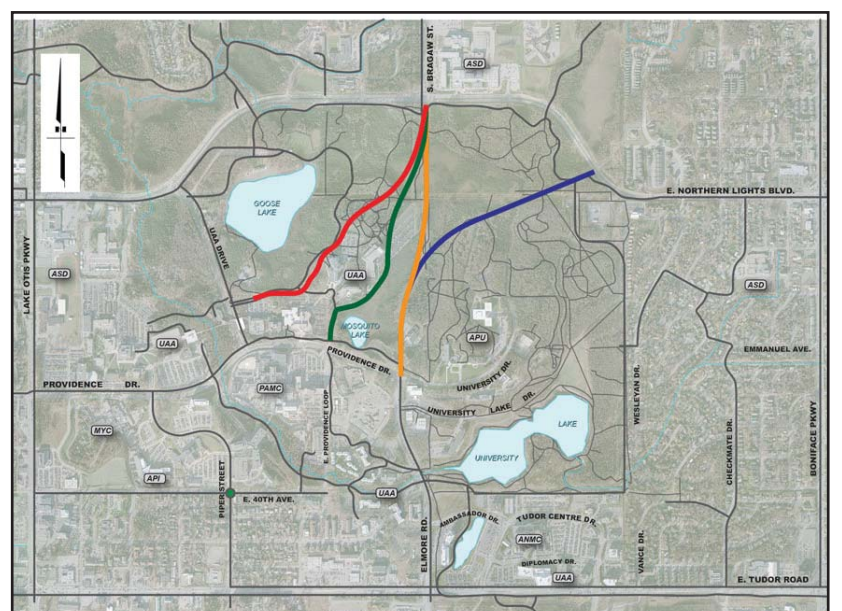 S. BRAGAW ST.
ASD
GOOSE
LAKE
E. NORTHERN LIGHTS BLVD.
UAA DRIVE
LAKE OTIS PKWY
ASD
UAA
ASD
MOSQUITO
LAKE
APU
UAA
PROVIDENCE DR.
EMMANUEL AVE.
PROVIDENCE DR.
PAMC
UNIVERSITY DR.
UNIVERSITY LAKE DR.
E. PROVIDENCE LOOP
WESLEYAN DR.
CHECKMATE DR.
BONIFACE PKWY
MYC
LAKE
UNIVERSITY
API
PIPER STREET
E. 40TH AVE.
UAA
ELMORE RD.
AMBASSADOR DR.
TUDOR CENTRE DR.
ANMC
VANCE DR.
DIPLOMACY DR.
UAA
E. TUDOR ROAD